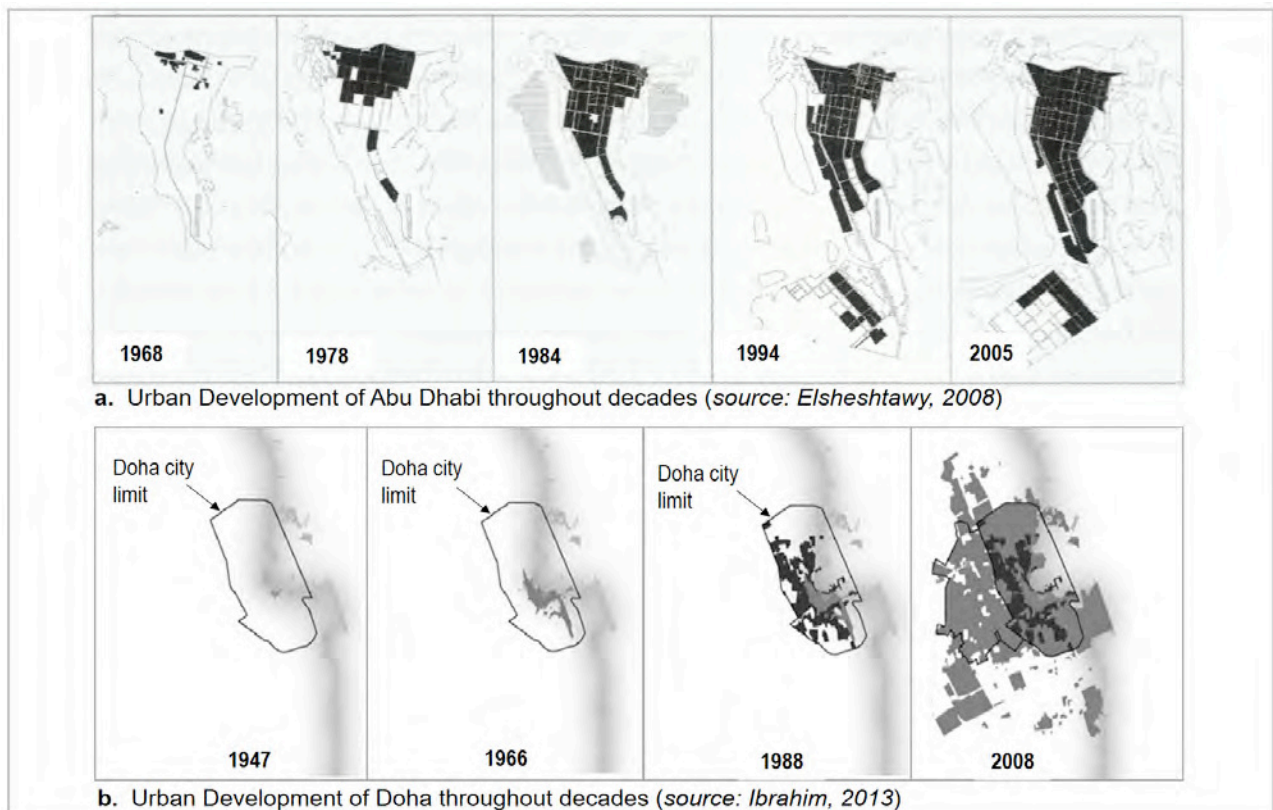 1968
1978
1984
1994
2005
a. Urban Development of Abu Dhabi throughout decades (source: Elsheshtawy, 2008)
Doha city
limit
Doha city
limit
Doha city
limit
1947
1966
1988
2008
b. Urban Development of Doha throughout decades (source: Ibrahim, 2013)